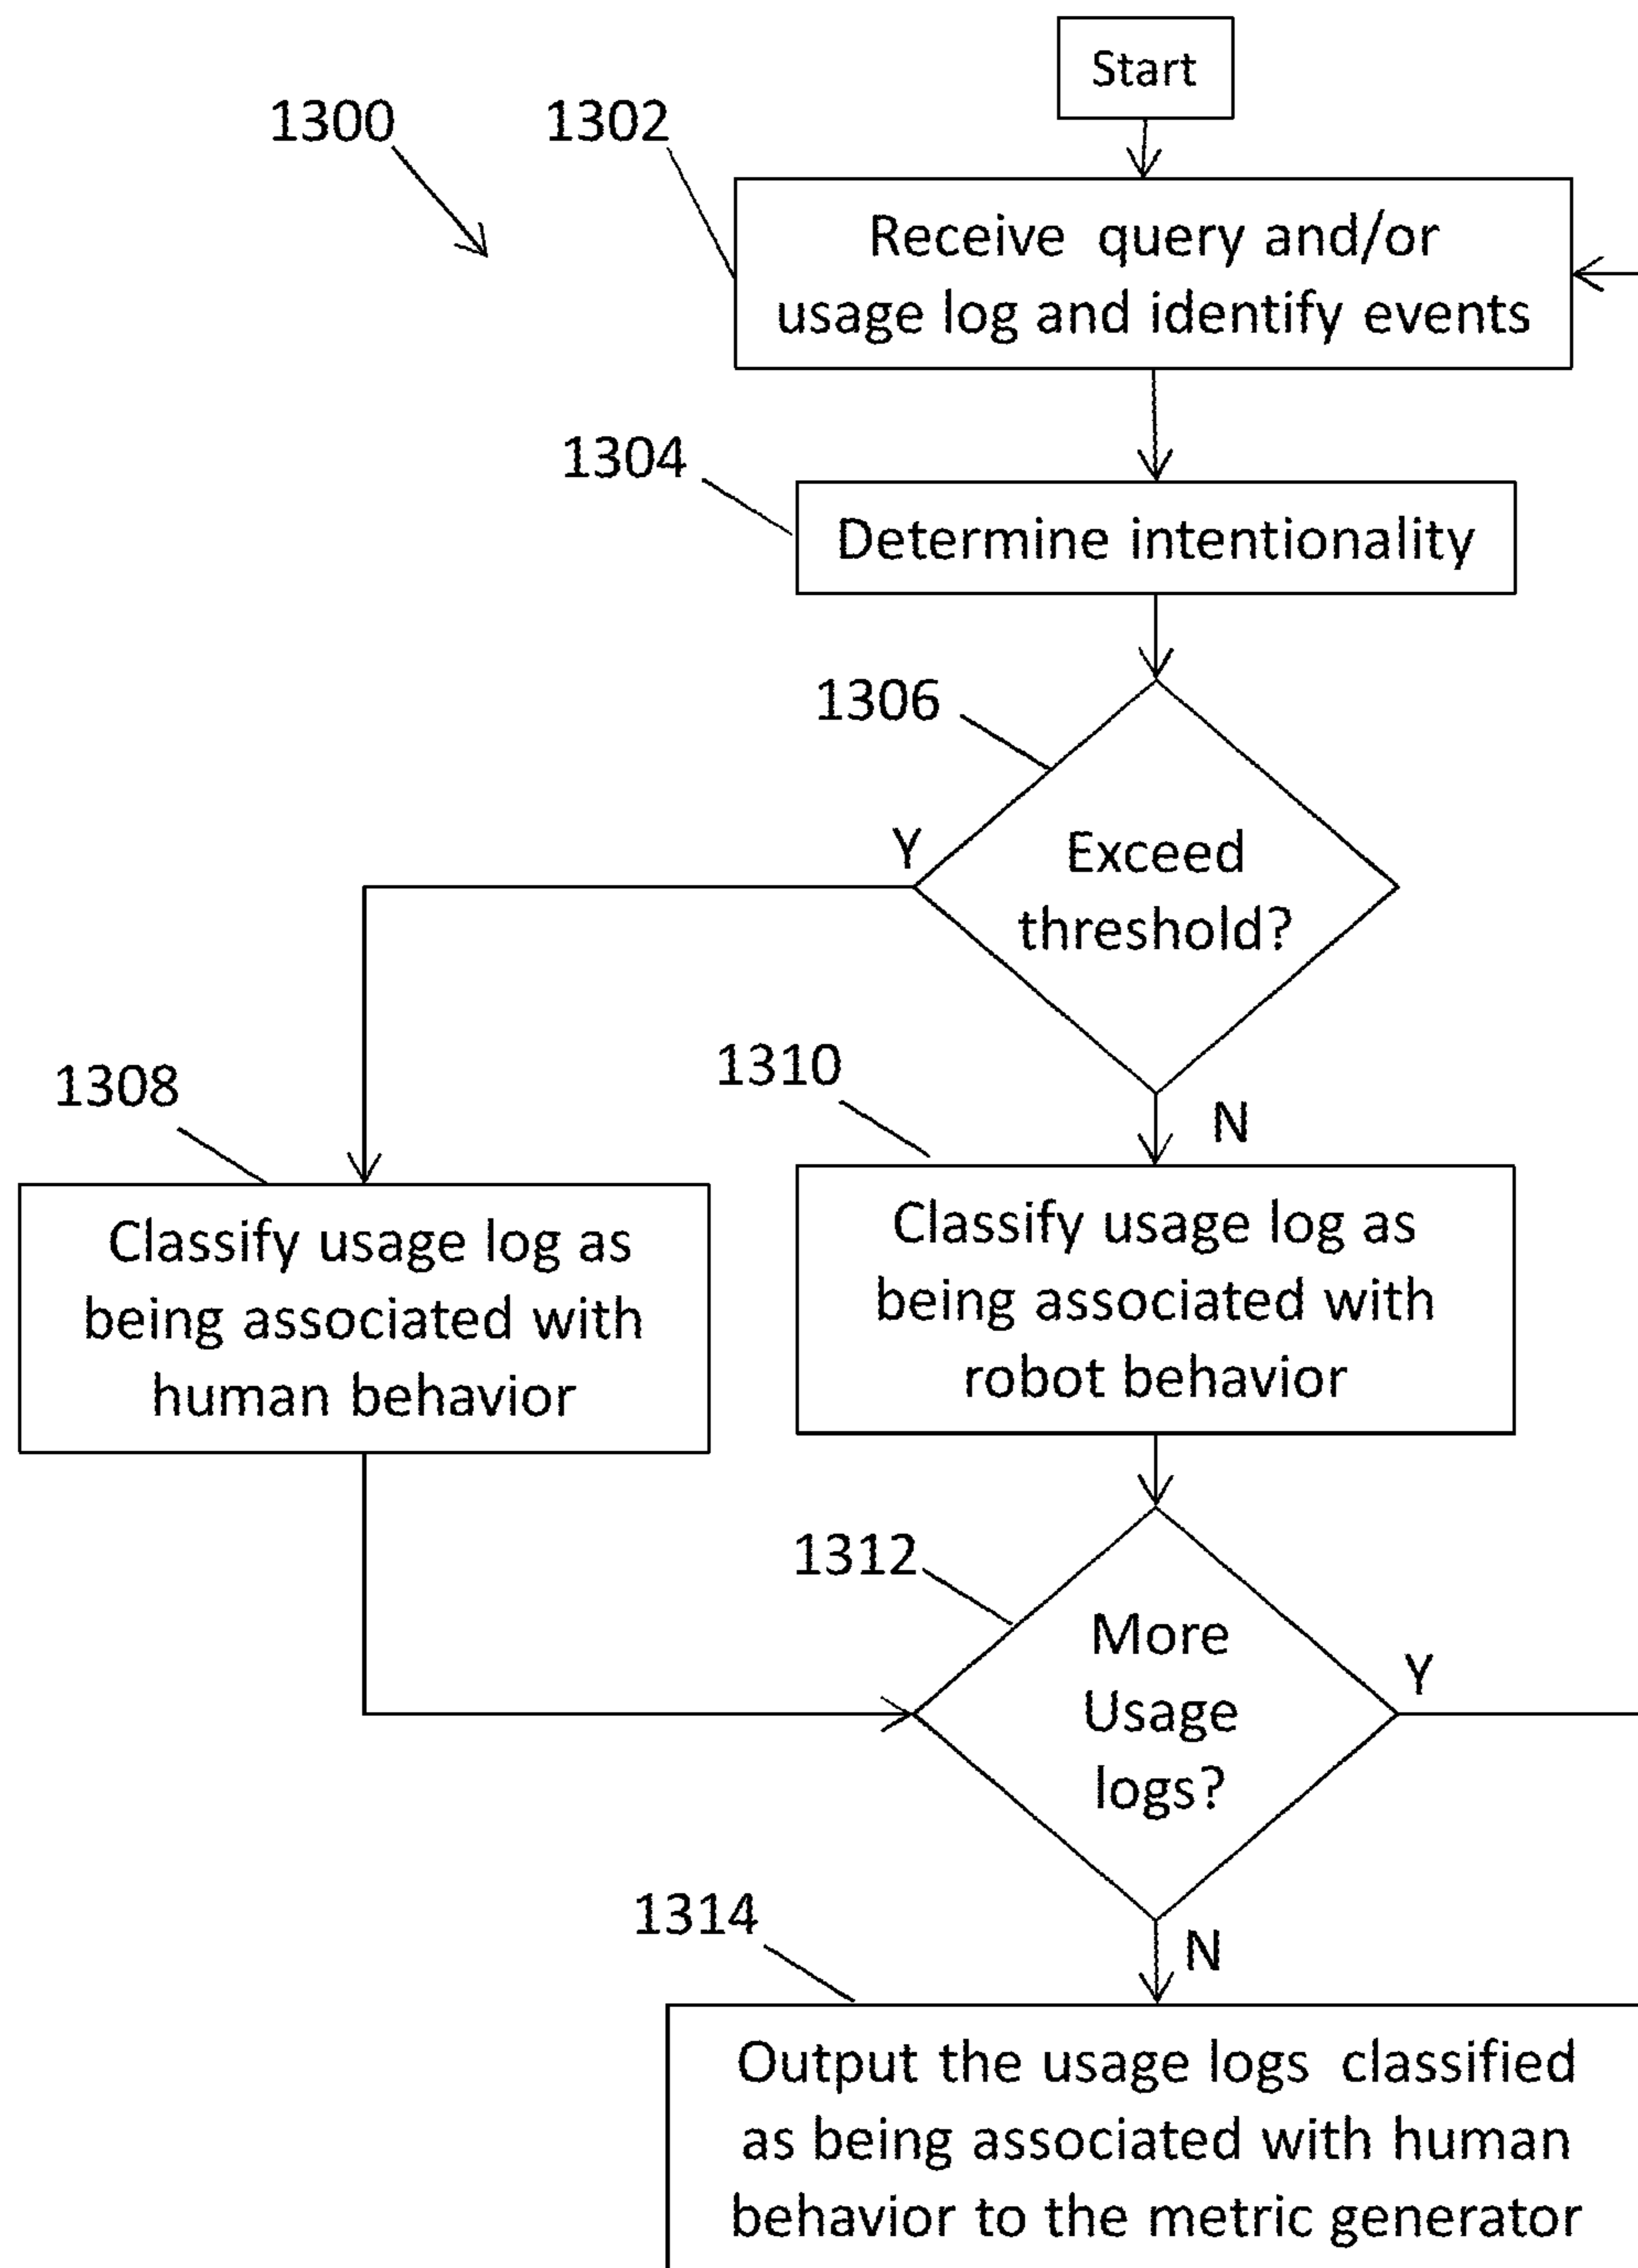 Start
1300
1302
Receive query and/or
usage log and identify events
1304
Determine intentionality
1306
Y
Exceed
threshold?
1308
1310
N
Classify usage log as
being associated with
human behavior
Classify usage log as
being associated with
robot behavior
1312
More
Usage
logs?
Y
1314
N
Output the usage logs classified
as being associated with human
behavior to the metric generator